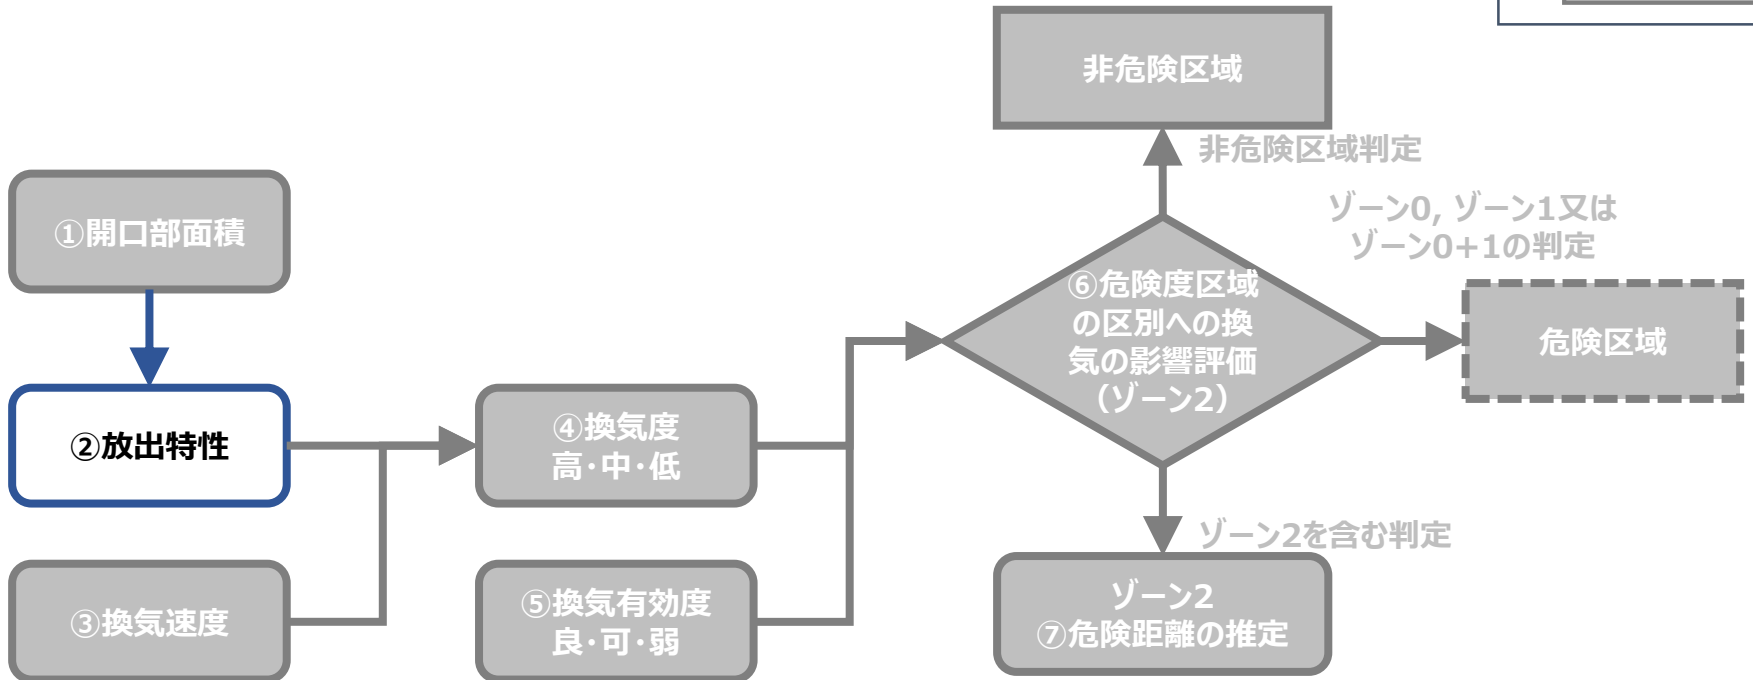 非危険区域
非危険区域判定
①開口部面積
ゾーン0, ゾーン1又は
ゾーン0+1の判定
⑥危険度区域
の区別への換
気の影響評価
（ゾーン2）
危険区域
②放出特性
④換気度
高・中・低
ゾーン2を含む判定
③換気速度
⑤換気有効度
良・可・弱
ゾーン2
⑦危険距離の推定